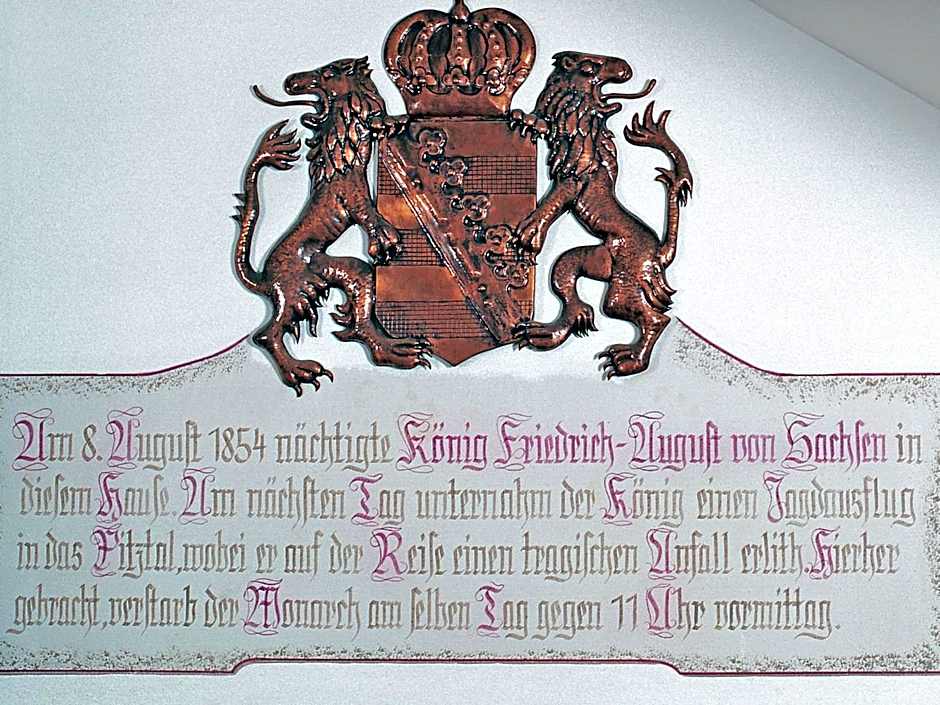 Am 8. August 1854 nächtigte König Friedrich-August von Sachsen in
diesem Hause. Am nächsten Tag unternahm der König einen Jagdausflug
in das Pitztal, wobei er auf der Reise einen tragischen Unfall erlith. Hierher
gebracht, verstarb der Monarch am selben Tag gegen 11 Uhr vormittag.